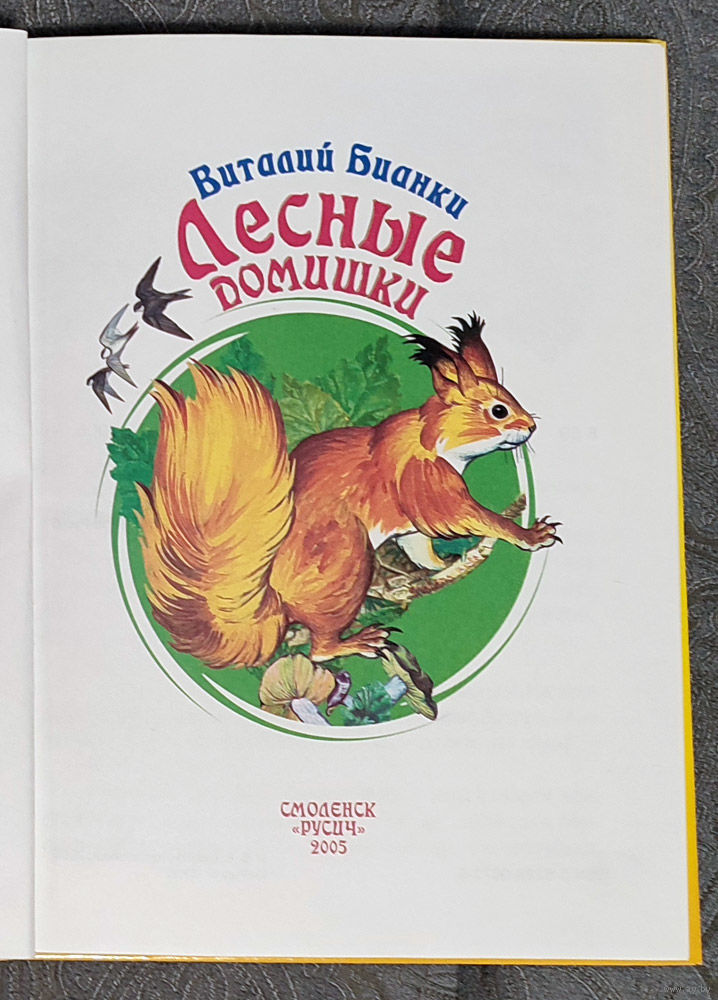 Виталий Бианки
Лесные
домишки
СМОЛЕНСК
«РУСИЧ»
2005